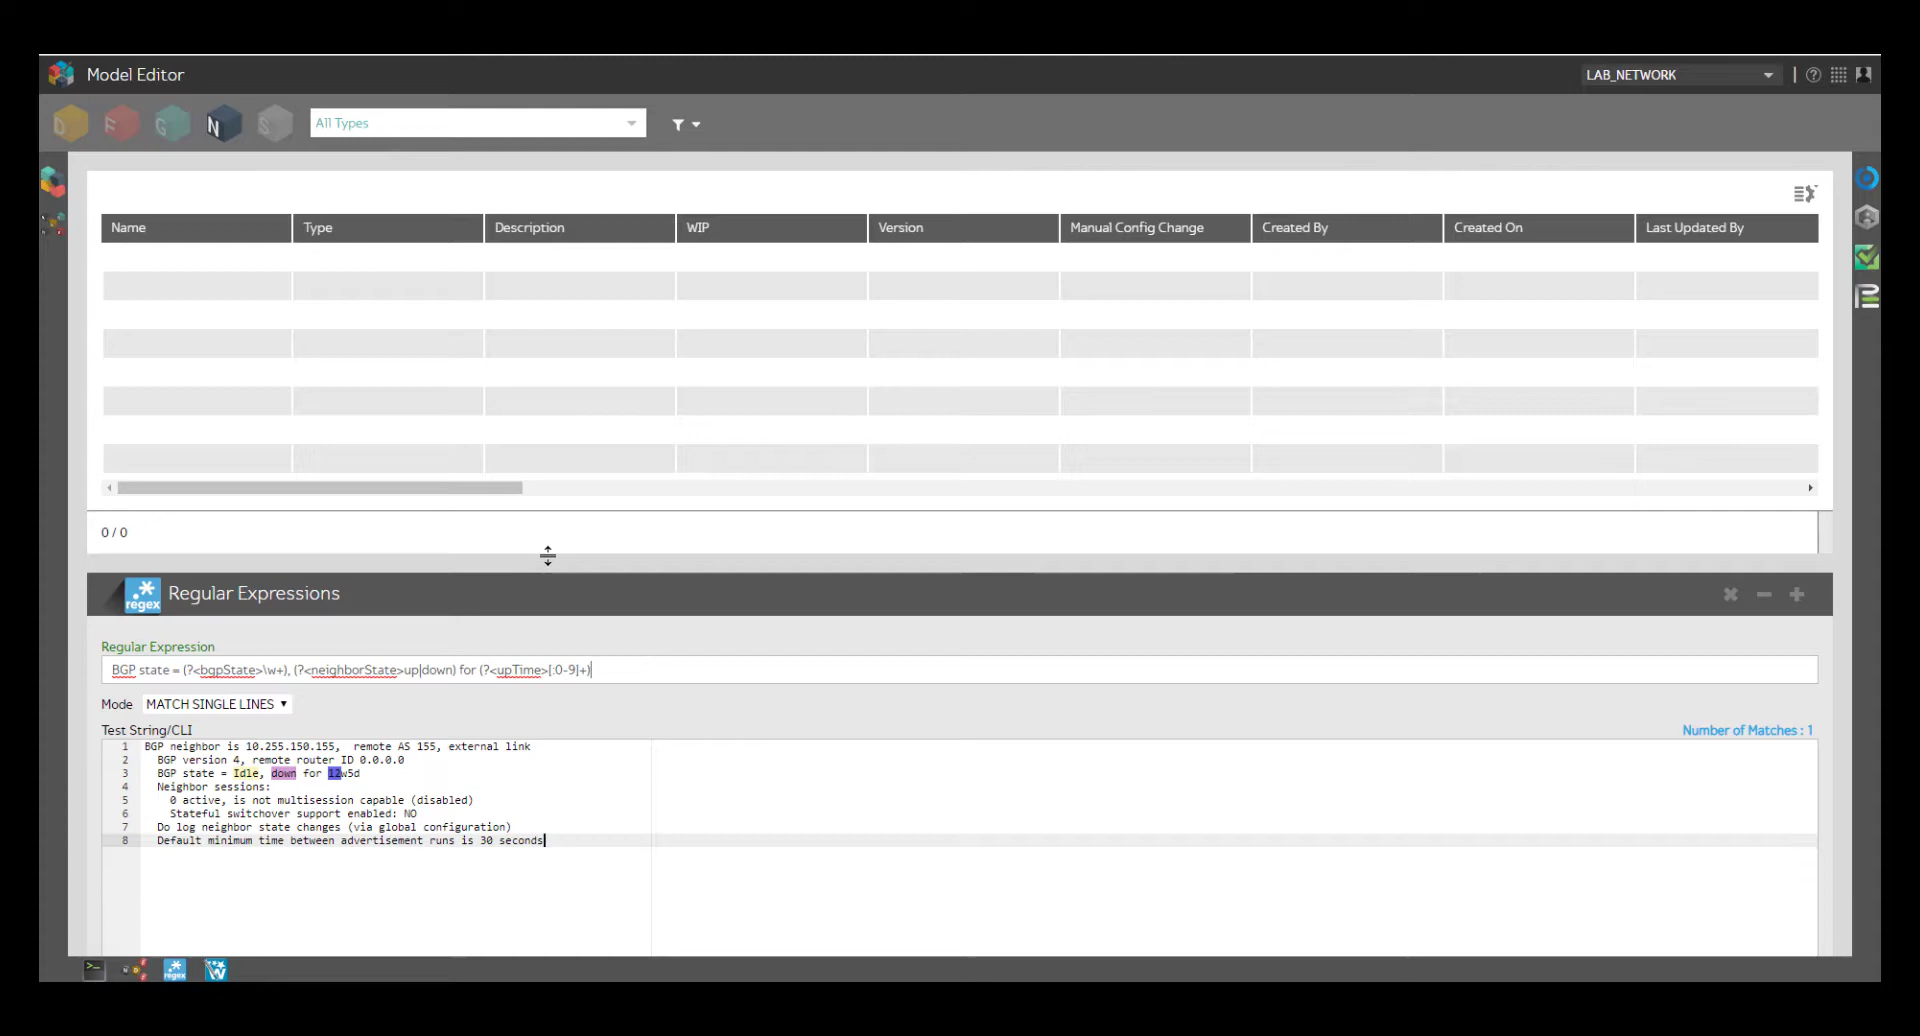 Model Editor
LAB_NETWORK
D F G N S
All Types
Name Type Description WIP Version Manual Config Change Created By Created On Last Updated By
0 / 0
.* regex Regular Expressions
Regular Expression
BGP state = (?<bgpState>\w+), (?<neighborState>up|down) for (?<upTime>[:0-9]+)
Mode MATCH SINGLE LINES
Test String/CLI Number of Matches : 1
1 BGP neighbor is 10.255.150.155,  remote AS 155, external link
2   BGP version 4, remote router ID 0.0.0.0
3   BGP state = Idle, down for 12w5d
4   Neighbor sessions:
5     0 active, is not multisession capable (disabled)
6     Stateful switchover support enabled: NO
7   Do log neighbor state changes (via global configuration)
8   Default minimum time between advertisement runs is 30 seconds
regex W